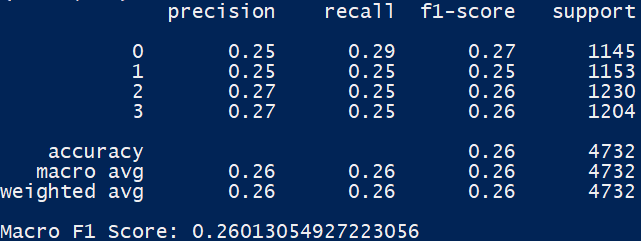 precision recall f1-score support
0 0.25 0.29 0.27 1145
1 0.25 0.25 0.25 1153
2 0.27 0.25 0.26 1230
3 0.27 0.25 0.26 1204
accuracy 0.26 4732
macro avg 0.26 0.26 0.26 4732
weighted avg 0.26 0.26 0.26 4732
Macro F1 Score: 0.26013054927223056